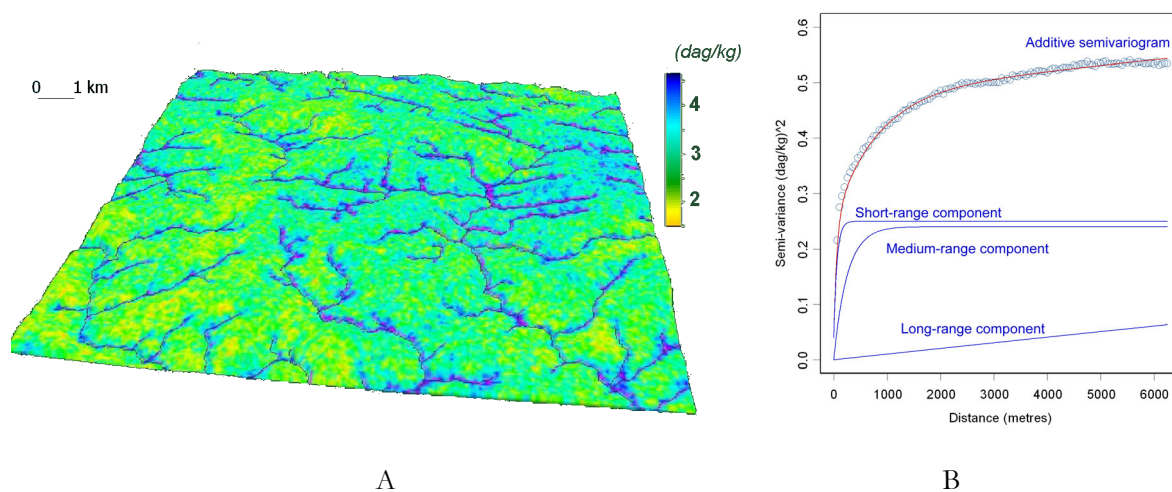 (dag/kg)
0 1 km
4
3
2
A
Semi-variance (dag/kg)^2
0.6
0.5
0.4
0.3
0.2
0.1
0.0
Additive semivariogram
Short-range component
Medium-range component
Long-range component
0 1000 2000 3000 4000 5000 6000
Distance (metres)
B